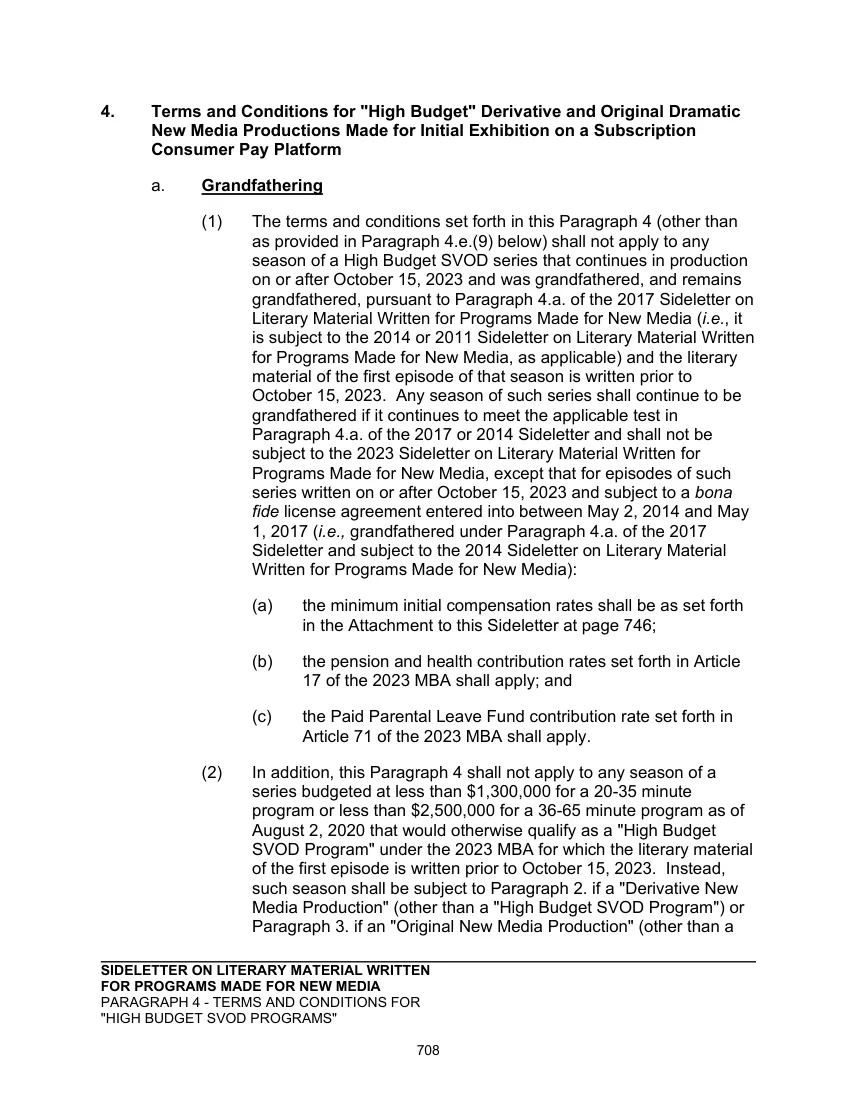 4. Terms and Conditions for "High Budget" Derivative and Original Dramatic
New Media Productions Made for Initial Exhibition on a Subscription
Consumer Pay Platform
a. Grandfathering
(1) The terms and conditions set forth in this Paragraph 4 (other than
as provided in Paragraph 4.e.(9) below) shall not apply to any
season of a High Budget SVOD series that continues in production
on or after October 15, 2023 and was grandfathered, and remains
grandfathered, pursuant to Paragraph 4.a. of the 2017 Sideletter on
Literary Material Written for Programs Made for New Media (i.e., it
is subject to the 2014 or 2011 Sideletter on Literary Material Written
for Programs Made for New Media, as applicable) and the literary
material of the first episode of that season is written prior to
October 15, 2023.  Any season of such series shall continue to be
grandfathered if it continues to meet the applicable test in
Paragraph 4.a. of the 2017 or 2014 Sideletter and shall not be
subject to the 2023 Sideletter on Literary Material Written for
Programs Made for New Media, except that for episodes of such
series written on or after October 15, 2023 and subject to a bona
fide license agreement entered into between May 2, 2014 and May
1, 2017 (i.e., grandfathered under Paragraph 4.a. of the 2017
Sideletter and subject to the 2014 Sideletter on Literary Material
Written for Programs Made for New Media):
(a) the minimum initial compensation rates shall be as set forth
in the Attachment to this Sideletter at page 746;
(b) the pension and health contribution rates set forth in Article
17 of the 2023 MBA shall apply; and
(c) the Paid Parental Leave Fund contribution rate set forth in
Article 71 of the 2023 MBA shall apply.
(2) In addition, this Paragraph 4 shall not apply to any season of a
series budgeted at less than $1,300,000 for a 20-35 minute
program or less than $2,500,000 for a 36-65 minute program as of
August 2, 2020 that would otherwise qualify as a "High Budget
SVOD Program" under the 2023 MBA for which the literary material
of the first episode is written prior to October 15, 2023.  Instead,
such season shall be subject to Paragraph 2. if a "Derivative New
Media Production" (other than a "High Budget SVOD Program") or
Paragraph 3. if an "Original New Media Production" (other than a
SIDELETTER ON LITERARY MATERIAL WRITTEN
FOR PROGRAMS MADE FOR NEW MEDIA
PARAGRAPH 4 - TERMS AND CONDITIONS FOR
"HIGH BUDGET SVOD PROGRAMS"
708